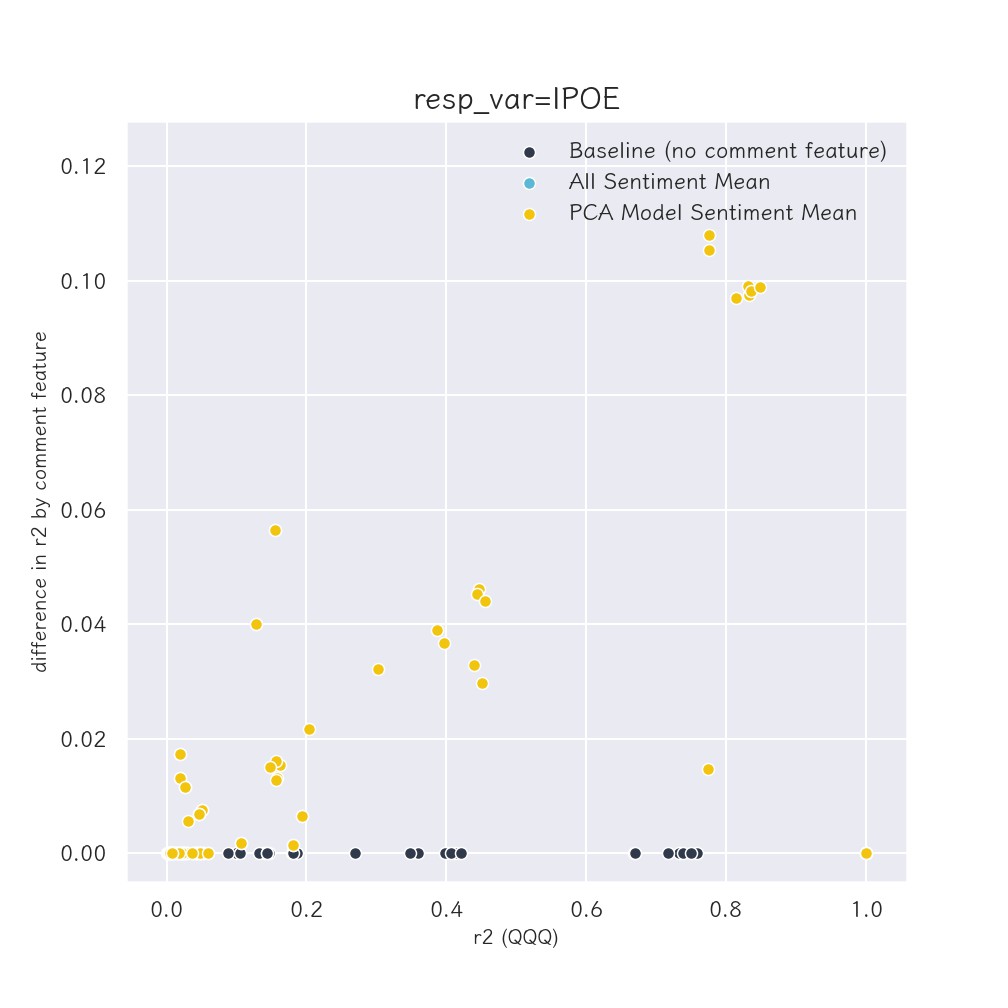 resp_var=IPOE
Baseline (no comment feature)
All Sentiment Mean
PCA Model Sentiment Mean
0.12
0.10
0.08
0.06
0.04
0.02
0.00
difference in r2 by comment feature
0.0 0.2 0.4 0.6 0.8 1.0
r2 (QQQ)